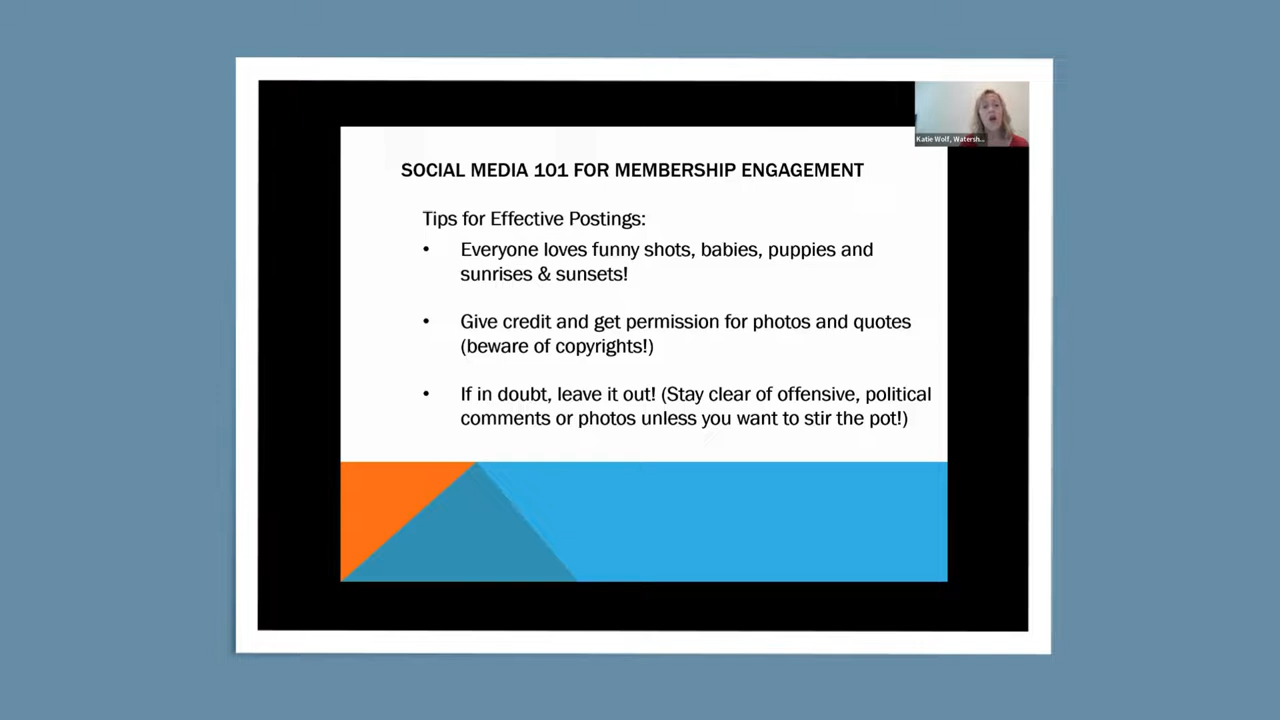 Katie Wolf, Watersh...
SOCIAL MEDIA 101 FOR MEMBERSHIP ENGAGEMENT
Tips for Effective Postings:
• Everyone loves funny shots, babies, puppies and
sunrises & sunsets!
• Give credit and get permission for photos and quotes
(beware of copyrights!)
• If in doubt, leave it out! (Stay clear of offensive, political
comments or photos unless you want to stir the pot!)